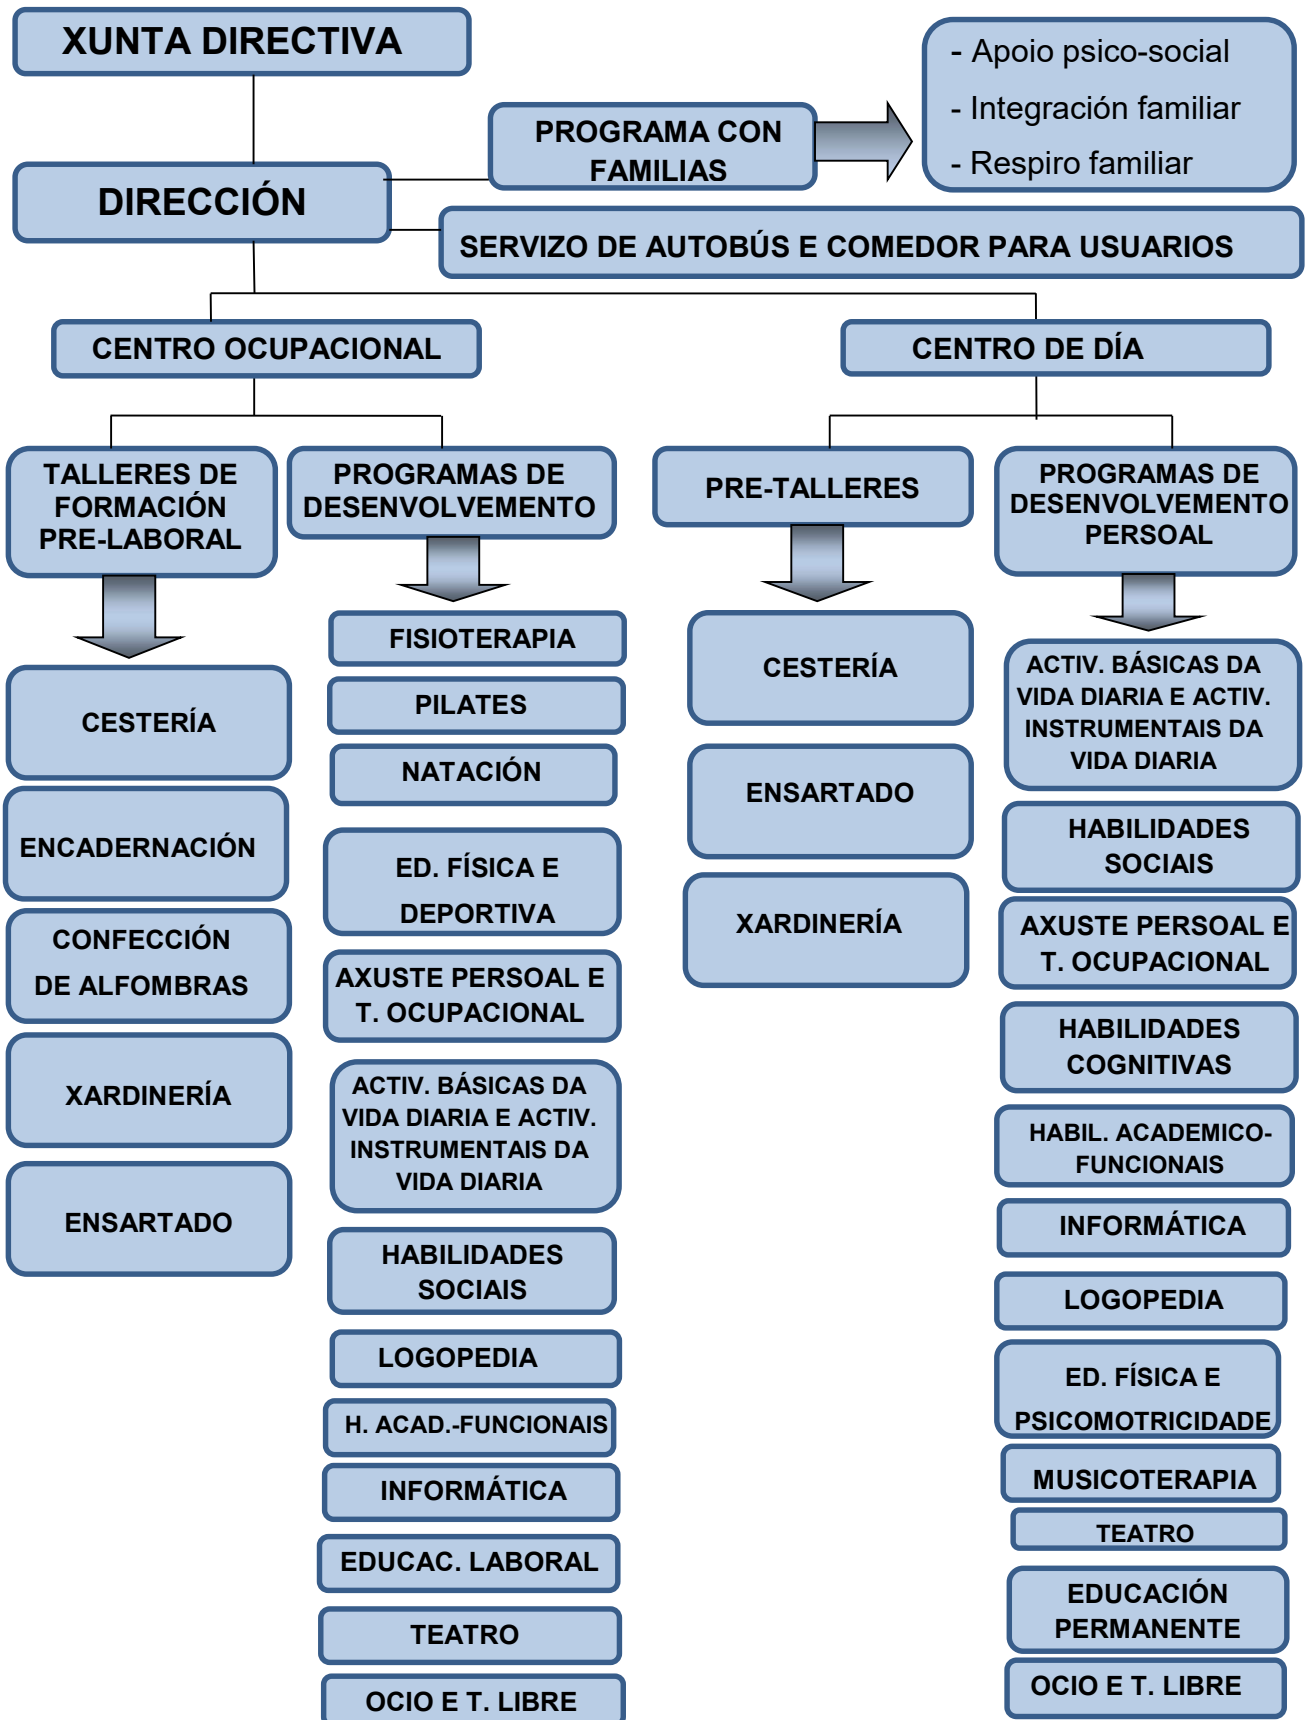 XUNTA DIRECTIVA
- Apoio psico-social
- Integración familiar
- Respiro familiar
PROGRAMA CON
FAMILIAS
DIRECCIÓN
SERVIZO DE AUTOBÚS E COMEDOR PARA USUARIOS
CENTRO OCUPACIONAL
CENTRO DE DÍA
TALLERES DE
FORMACIÓN
PRE-LABORAL
PROGRAMAS DE
DESENVOLVEMENTO
PRE-TALLERES
PROGRAMAS DE
DESENVOLVEMENTO
PERSOAL
CESTERÍA
ENCADERNACIÓN
CONFECCIÓN
DE ALFOMBRAS
XARDINERÍA
ENSARTADO
FISIOTERAPIA
PILATES
NATACIÓN
ED. FÍSICA E
DEPORTIVA
AXUSTE PERSOAL E
T. OCUPACIONAL
ACTIV. BÁSICAS DA
VIDA DIARIA E ACTIV.
INSTRUMENTAIS DA
VIDA DIARIA
HABILIDADES
SOCIAIS
LOGOPEDIA
H. ACAD.-FUNCIONAIS
INFORMÁTICA
EDUCAC. LABORAL
TEATRO
OCIO E T. LIBRE
CESTERÍA
ENSARTADO
XARDINERÍA
ACTIV. BÁSICAS DA
VIDA DIARIA E ACTIV.
INSTRUMENTAIS DA
VIDA DIARIA
HABILIDADES
SOCIAIS
AXUSTE PERSOAL E
T. OCUPACIONAL
HABILIDADES
COGNITIVAS
HABIL. ACADEMICO-
FUNCIONAIS
INFORMÁTICA
LOGOPEDIA
ED. FÍSICA E
PSICOMOTRICIDADE
MUSICOTERAPIA
TEATRO
EDUCACIÓN
PERMANENTE
OCIO E T. LIBRE